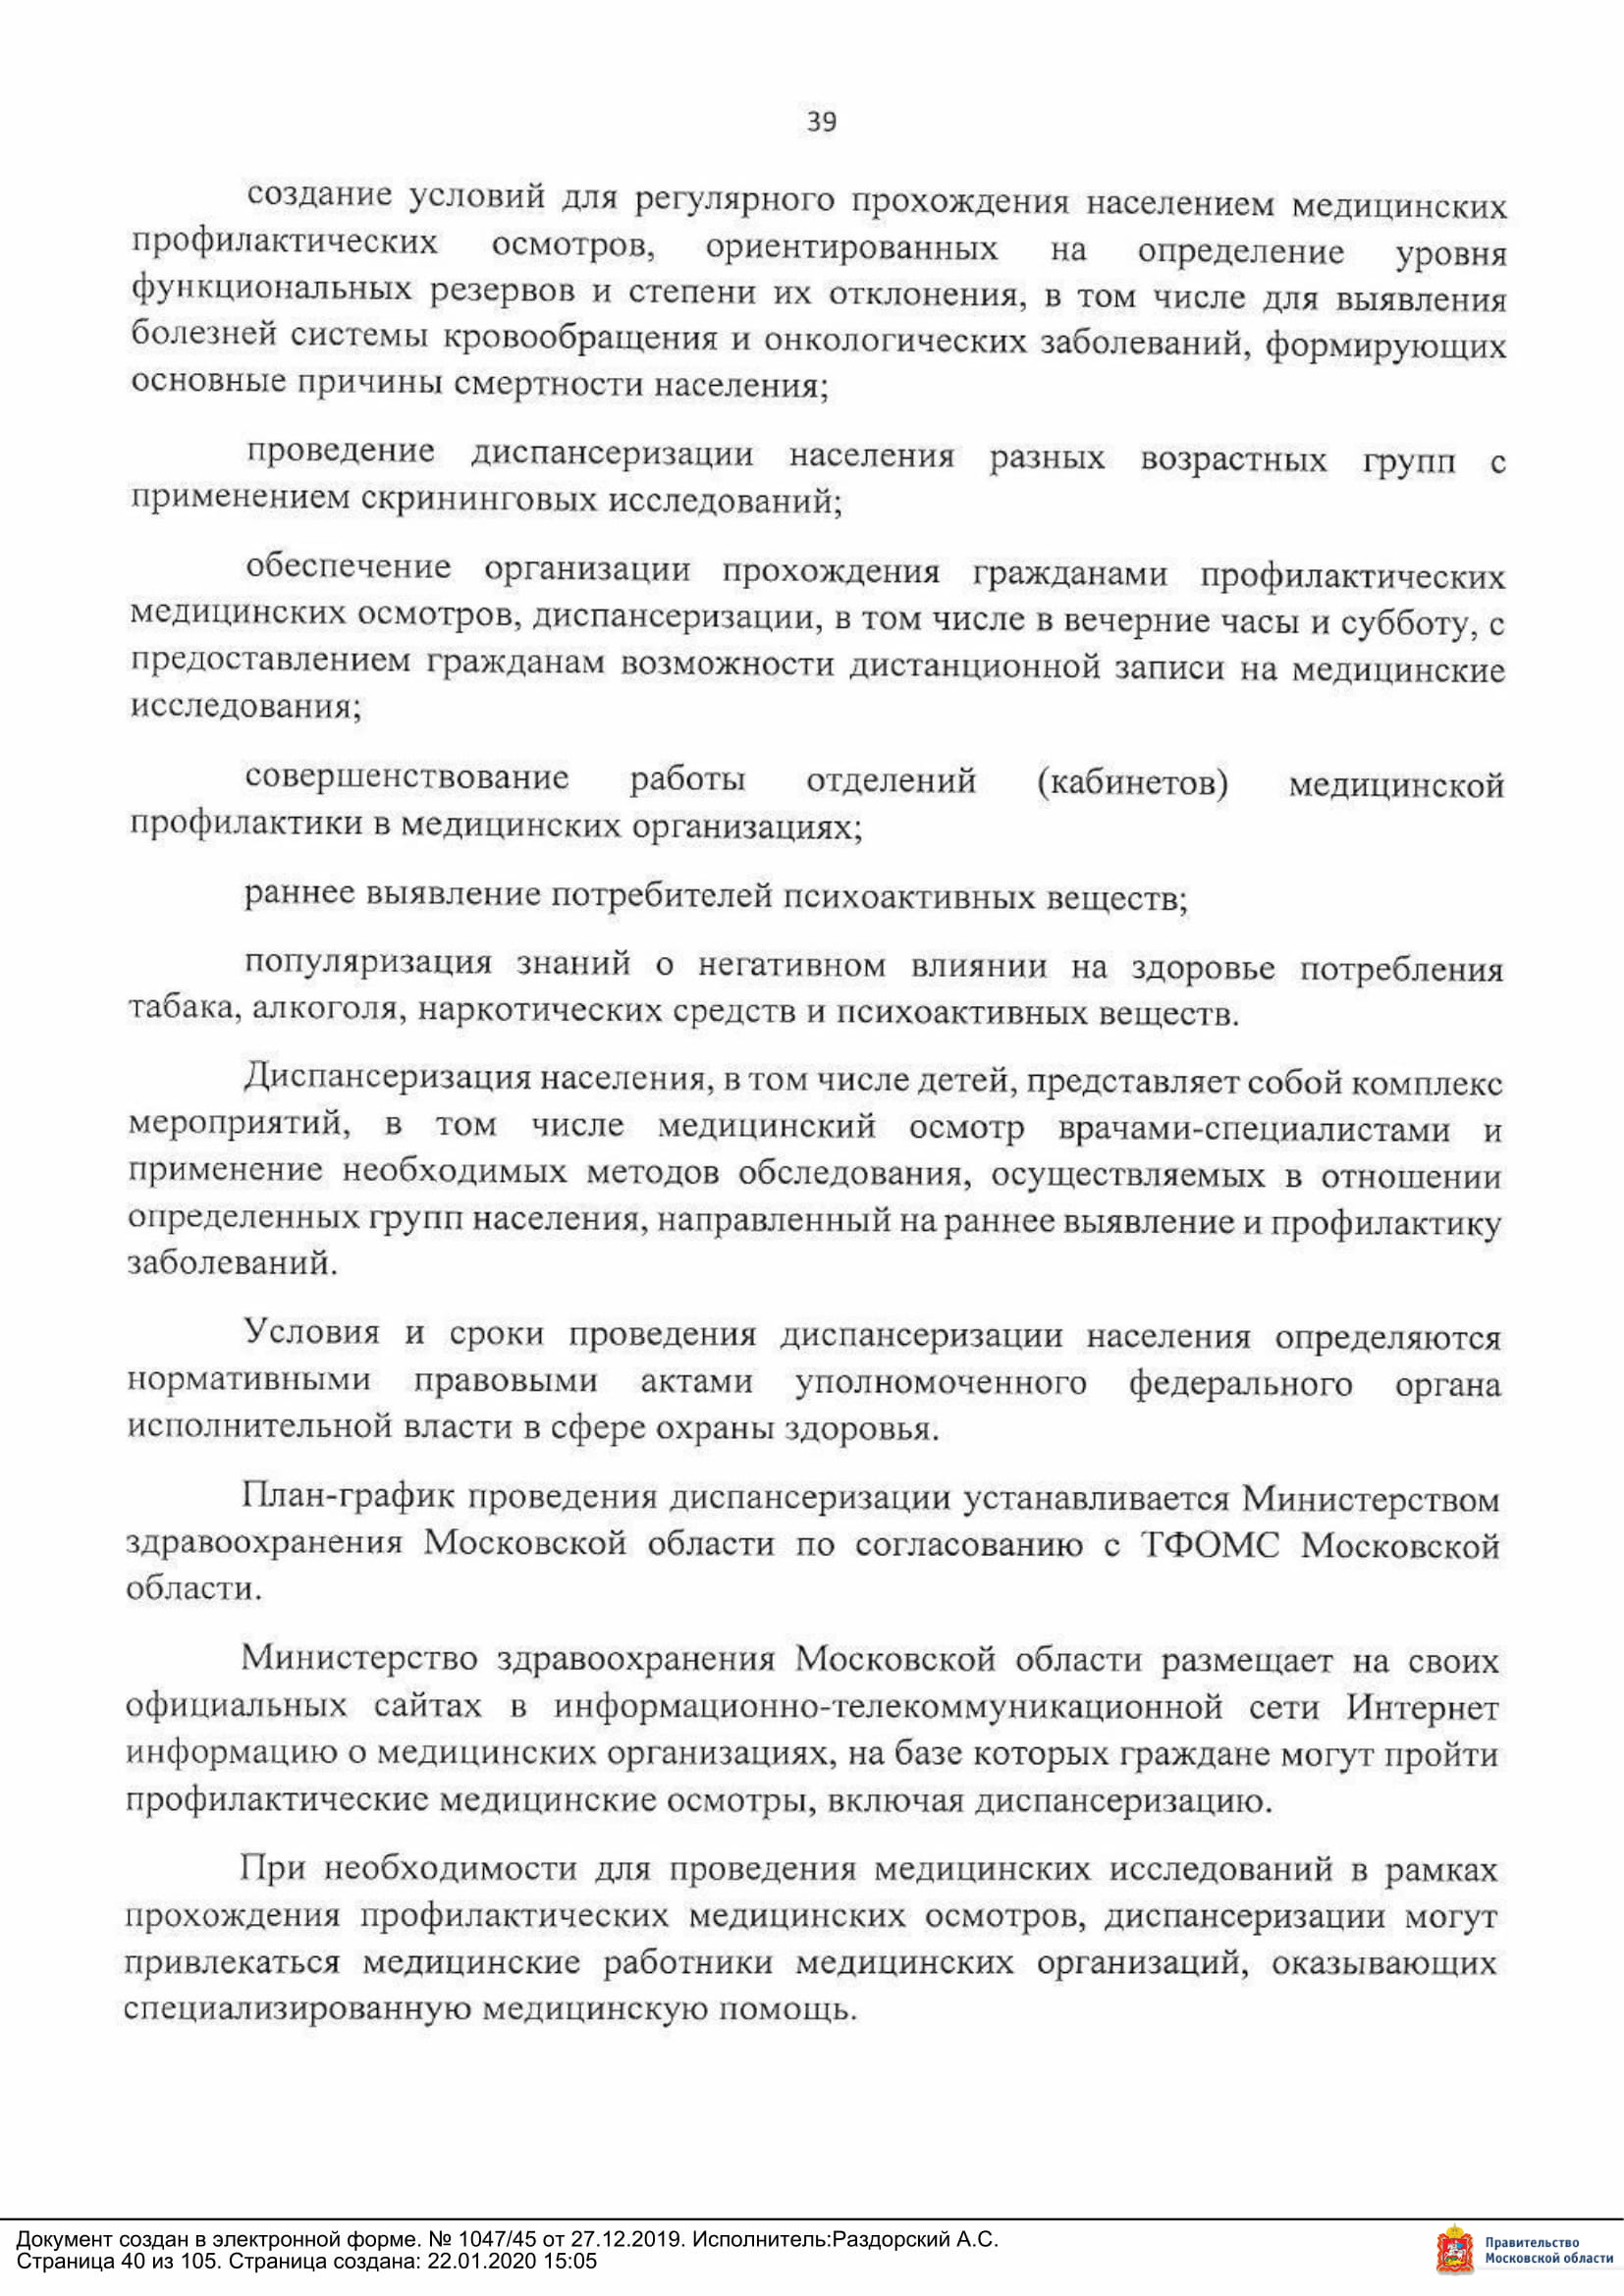 39
создание условий для регулярного прохождения населением медицинских
профилактических осмотров, ориентированных на определение уровня
функциональных резервов и степени их отклонения, в том числе для выявления
болезней системы кровообращения и онкологических заболеваний, формирующих
основные причины смертности населения;
проведение диспансеризации населения разных возрастных групп с
применением скрининговых исследований;
обеспечение организации прохождения гражданами профилактических
медицинских осмотров, диспансеризации, в том числе в вечерние часы и субботу, с
предоставлением гражданам возможности дистанционной записи на медицинские
исследования;
совершенствование работы отделений (кабинетов) медицинской
профилактики в медицинских организациях;
раннее выявление потребителей психоактивных веществ;
популяризация знаний о негативном влиянии на здоровье потребления
табака, алкоголя, наркотических средств и психоактивных веществ.
Диспансеризация населения, в том числе детей, представляет собой комплекс
мероприятий, в том числе медицинский осмотр врачами-специалистами и
применение необходимых методов обследования, осуществляемых в отношении
определенных групп населения, направленный на раннее выявление и профилактику
заболеваний.
Условия и сроки проведения диспансеризации населения определяются
нормативными правовыми актами уполномоченного федерального органа
исполнительной власти в сфере охраны здоровья.
План-график проведения диспансеризации устанавливается Министерством
здравоохранения Московской области по согласованию с ТФОМС Московской
области.
Министерство здравоохранения Московской области размещает на своих
официальных сайтах в информационно-телекоммуникационной сети Интернет
информацию о медицинских организациях, на базе которых граждане могут пройти
профилактические медицинские осмотры, включая диспансеризацию.
При необходимости для проведения медицинских исследований в рамках
прохождения профилактических медицинских осмотров, диспансеризации могут
привлекаться медицинские работники медицинских организаций, оказывающих
специализированную медицинскую помощь.
Документ создан в электронной форме. № 1047/45 от 27.12.2019. Исполнитель:Раздорский А.С.
Страница 40 из 105. Страница создана: 22.01.2020 15:05
Правительство
Московской области